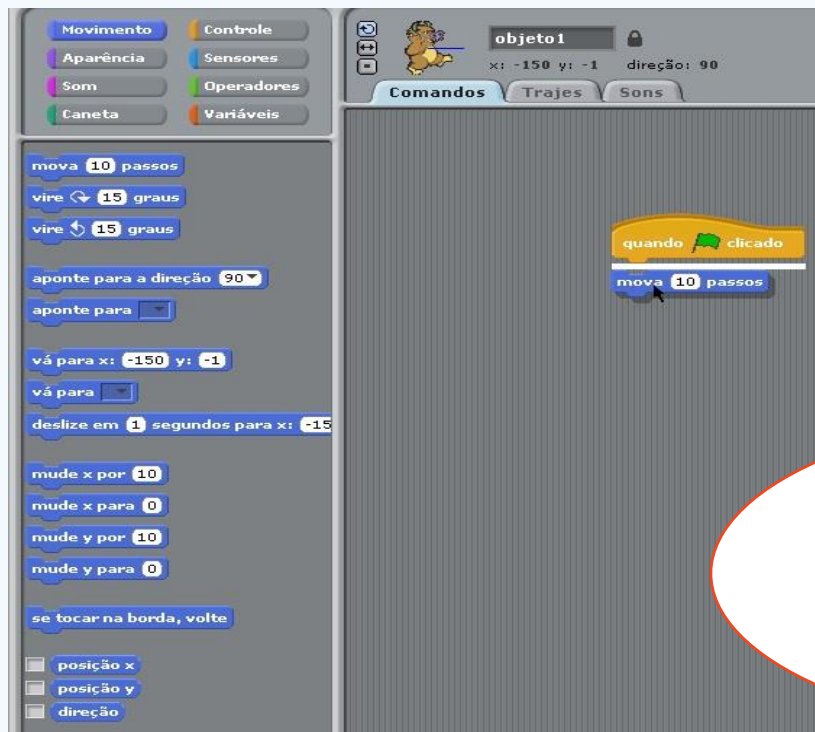 Movimento Controle
Aparência Sensores
Som Operadores
Caneta Variáveis
objeto1
x: -150 y: -1 direção: 90
Comandos Trajes Sons
mova 10 passos
vire 15 graus
vire 15 graus
aponte para a direção 90
aponte para
vá para x: -150 y: -1
vá para
deslize em 1 segundos para x: -15
mude x por 10
mude x para 0
mude y por 10
mude y para 0
se tocar na borda, volte
posição x
posição y
direção
quando clicado
mova 10 passos